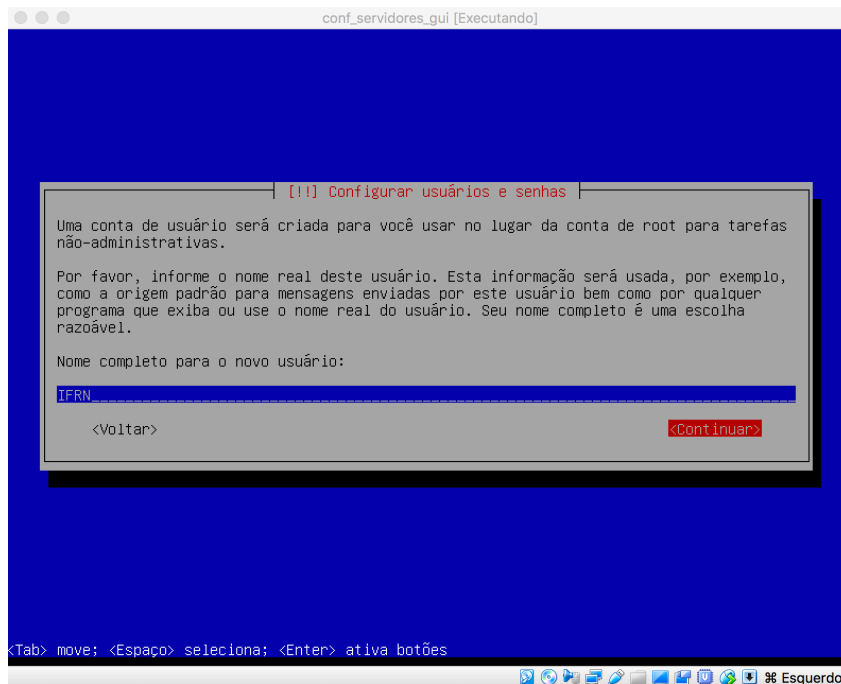 conf_servidores_gui [Executando]
[!!] Configurar usuários e senhas
Uma conta de usuário será criada para você usar no lugar da conta de root para tarefas
não-administrativas.
Por favor, informe o nome real deste usuário. Esta informação será usada, por exemplo,
como a origem padrão para mensagens enviadas por este usuário bem como por qualquer
programa que exiba ou use o nome real do usuário. Seu nome completo é uma escolha
razoável.
Nome completo para o novo usuário:
IFRN
<Voltar> <Continuar>
<Tab> move; <Espaço> seleciona; <Enter> ativa botões
⌘ Esquerdo